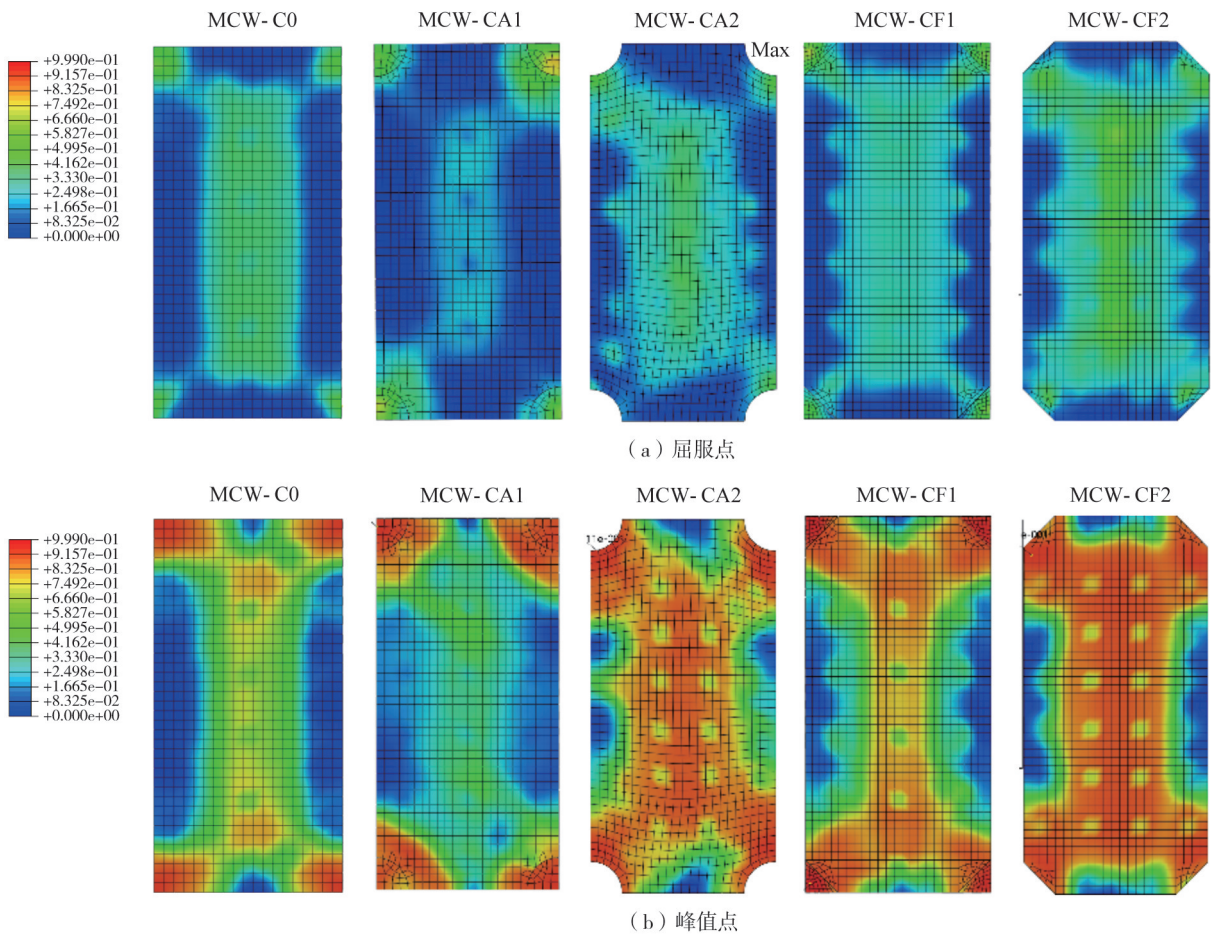 MCW-C0 MCW-CA1 MCW-CA2 MCW-CF1 MCW-CF2
Max
+9.990e-01
+9.157e-01
+8.325e-01
+7.492e-01
+6.660e-01
+5.827e-01
+4.995e-01
+4.162e-01
+3.330e-01
+2.498e-01
+1.665e-01
+8.325e-02
+0.000e+00
（a）屈服点
MCW-C0 MCW-CA1 MCW-CA2 MCW-CF1 MCW-CF2
+9.990e-01
+9.157e-01
+8.325e-01
+7.492e-01
+6.660e-01
+5.827e-01
+4.995e-01
+4.162e-01
+3.330e-01
+2.498e-01
+1.665e-01
+8.325e-02
+0.000e+00
（b）峰值点